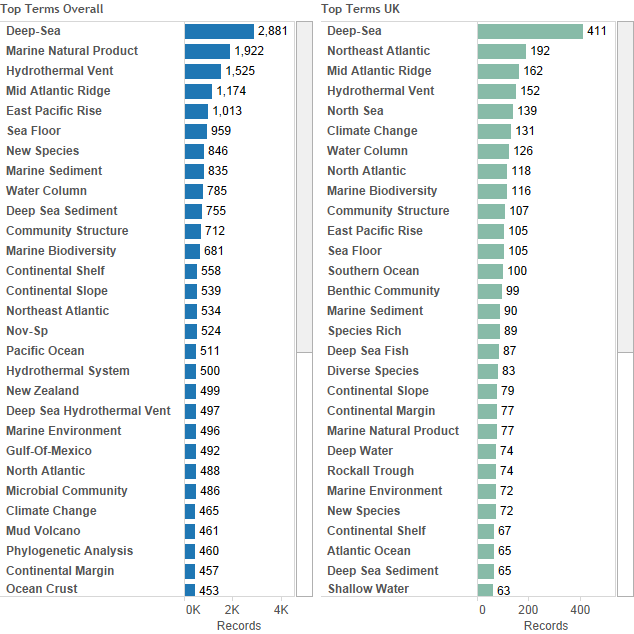 Top Terms Overall
Deep-Sea 2,881
Marine Natural Product 1,922
Hydrothermal Vent 1,525
Mid Atlantic Ridge 1,174
East Pacific Rise 1,013
Sea Floor 959
New Species 846
Marine Sediment 835
Water Column 785
Deep Sea Sediment 755
Community Structure 712
Marine Biodiversity 681
Continental Shelf 558
Continental Slope 539
Northeast Atlantic 534
Nov-Sp 524
Pacific Ocean 511
Hydrothermal System 500
New Zealand 499
Deep Sea Hydrothermal Vent 497
Marine Environment 496
Gulf-Of-Mexico 492
North Atlantic 488
Microbial Community 486
Climate Change 465
Mud Volcano 461
Phylogenetic Analysis 460
Continental Margin 457
Ocean Crust 453
0K 2K 4K
Records
Top Terms UK
Deep-Sea 411
Northeast Atlantic 192
Mid Atlantic Ridge 162
Hydrothermal Vent 152
North Sea 139
Climate Change 131
Water Column 126
North Atlantic 118
Marine Biodiversity 116
Community Structure 107
East Pacific Rise 105
Sea Floor 105
Southern Ocean 100
Benthic Community 99
Marine Sediment 90
Species Rich 89
Deep Sea Fish 87
Diverse Species 83
Continental Slope 79
Continental Margin 77
Marine Natural Product 77
Deep Water 74
Rockall Trough 74
Marine Environment 72
New Species 72
Continental Shelf 67
Atlantic Ocean 65
Deep Sea Sediment 65
Shallow Water 63
0 200 400
Records